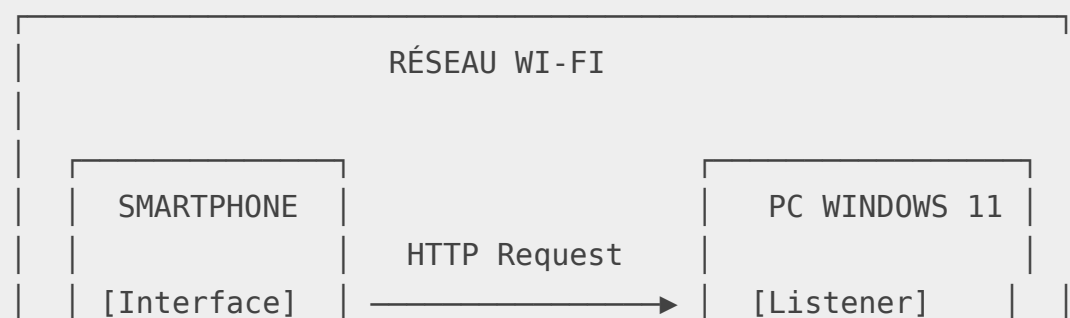 RÉSEAU WI-FI
SMARTPHONE PC WINDOWS 11
HTTP Request
[Interface] [Listener]